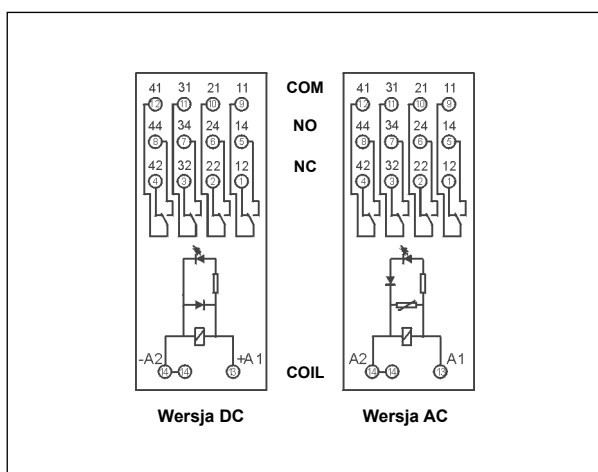 41 31 21 11 COM 41 31 21 11
12 11 10 9 12 11 10 9
44 34 24 14 NO 44 34 24 14
8 7 6 5 8 7 6 5
42 32 22 12 NC 42 32 22 12
4 3 2 1 4 3 2 1
-A2 +A1 A2 A1
14 14 13 COIL 14 14 13
Wersja DC Wersja AC